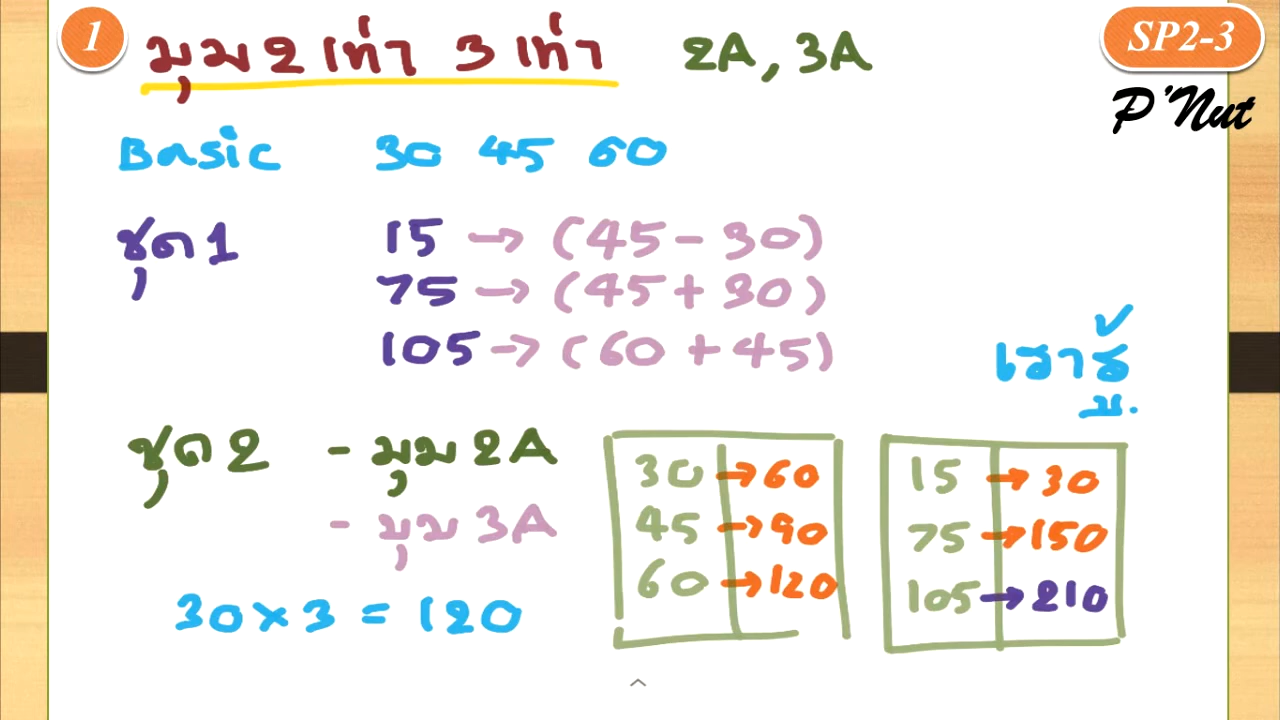 1 มุม 2 เท่า 3 เท่า 2A, 3A
SP2-3
P'Nut
Basic 30 45 60
ชุด 1 15 → (45 - 30)
75 → (45 + 30)
105 → (60 + 45)
เรารู้
ม.
ชุด 2 - มุม 2A
- มุม 3A
30 × 3 = 120
30 → 60
45 → 90
60 → 120
15 → 30
75 → 150
105 → 210